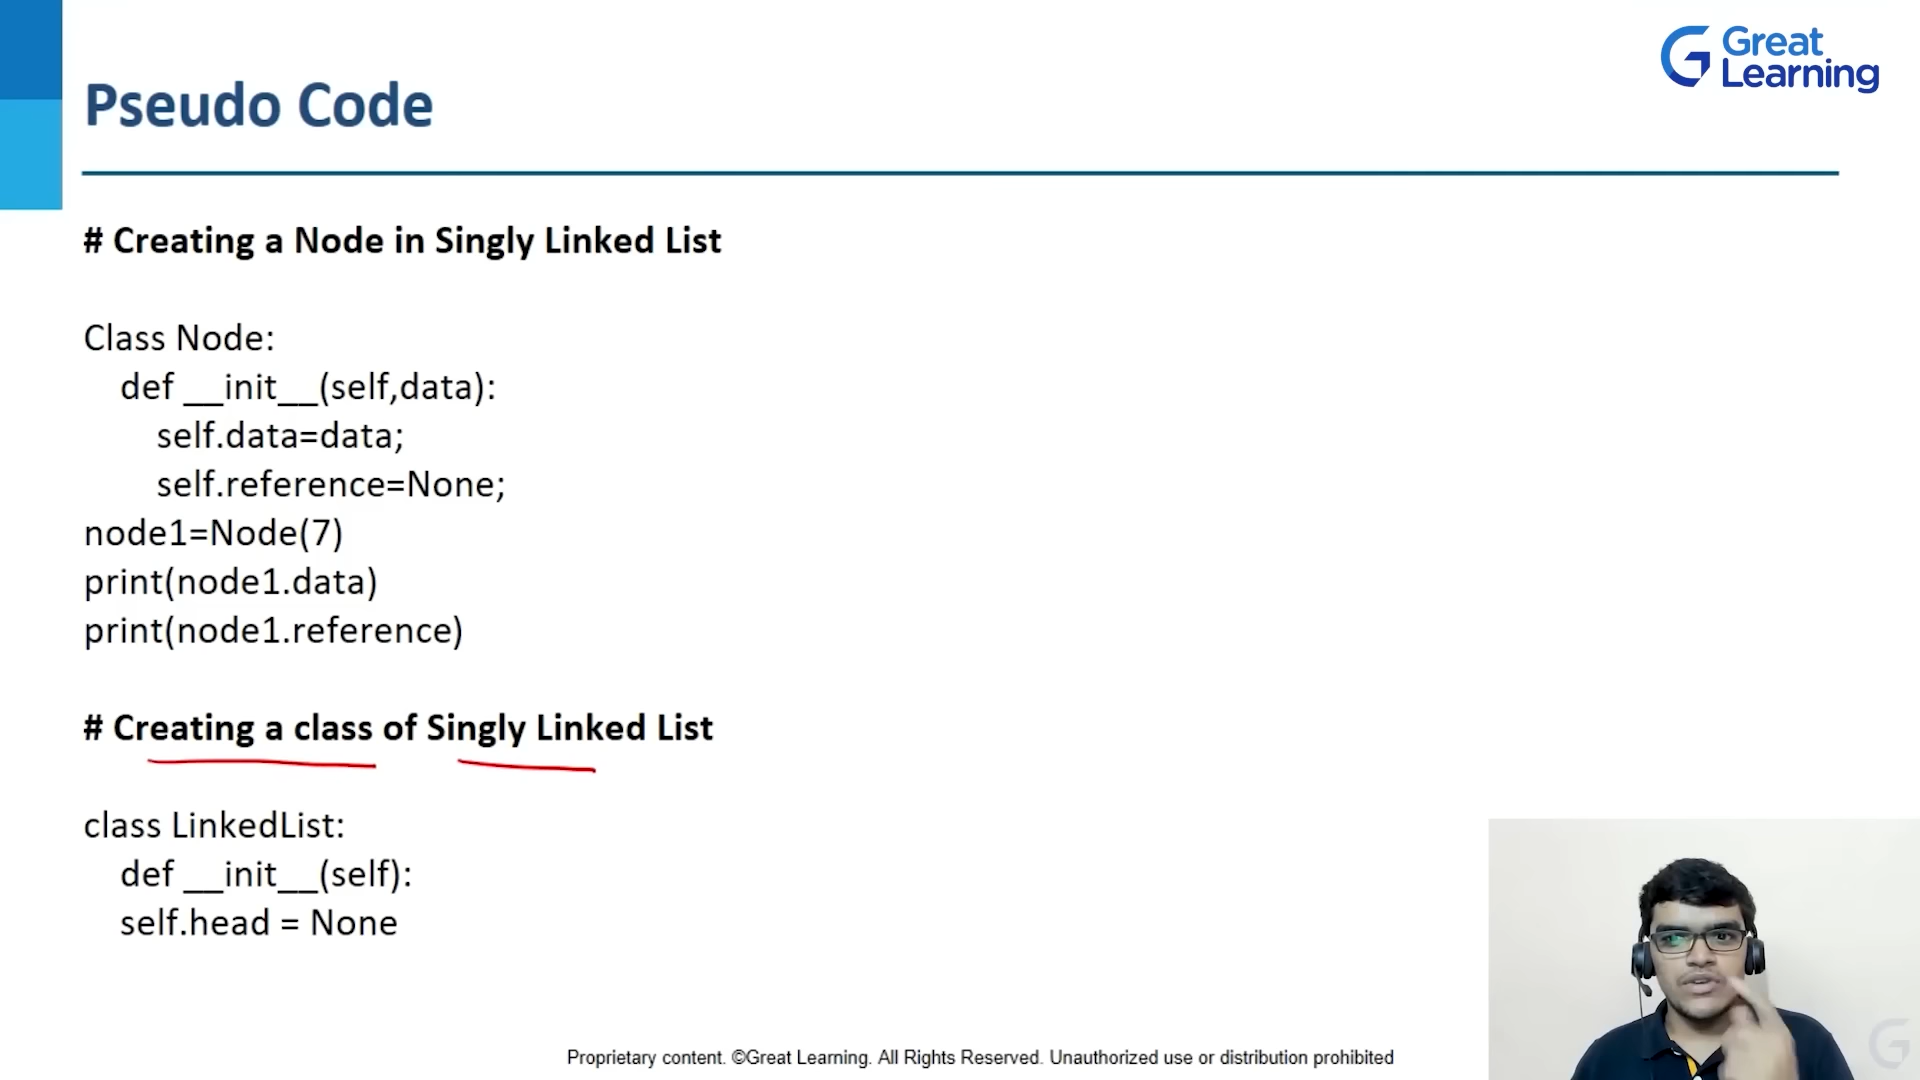 Great
Learning
Pseudo Code
# Creating a Node in Singly Linked List
Class Node:
def __init__(self,data):
self.data=data;
self.reference=None;
node1=Node(7)
print(node1.data)
print(node1.reference)
# Creating a class of Singly Linked List
class LinkedList:
def __init__(self):
self.head = None
Proprietary content. ©Great Learning. All Rights Reserved. Unauthorized use or distribution prohibited